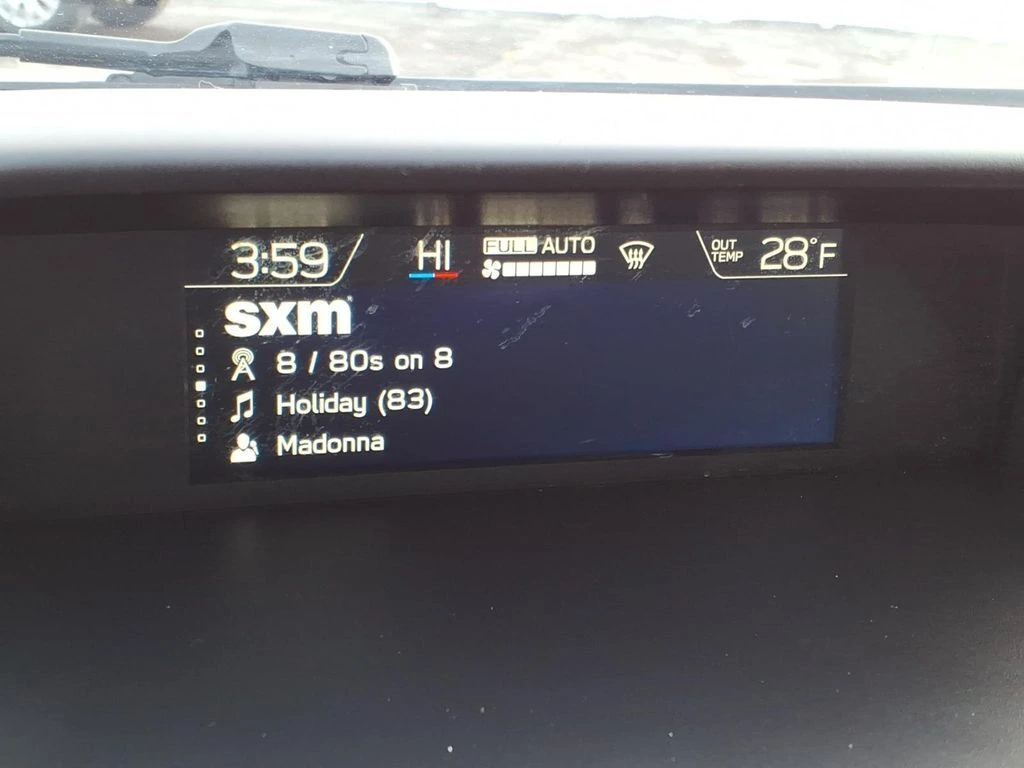 3:59 HI FULL AUTO OUT TEMP 28°F
sxm
8 / 80s on 8
Holiday (83)
Madonna